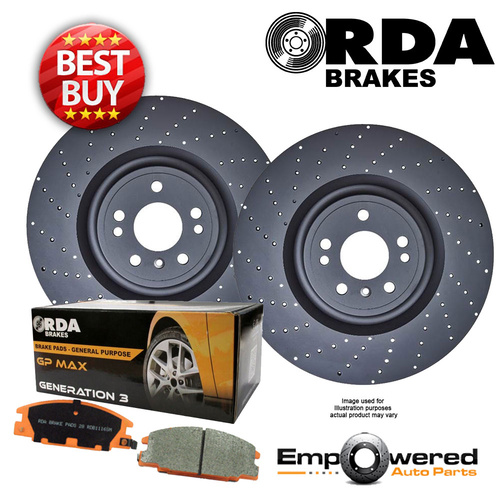 BEST
BUY
RDA
BRAKES
RDA
BRAKES
BRAKE PADS - GENERAL PURPOSE
GP MAX
GENERATION 3
Image used for
Illustration purposes
actual product may vary
Empowered
Auto Parts